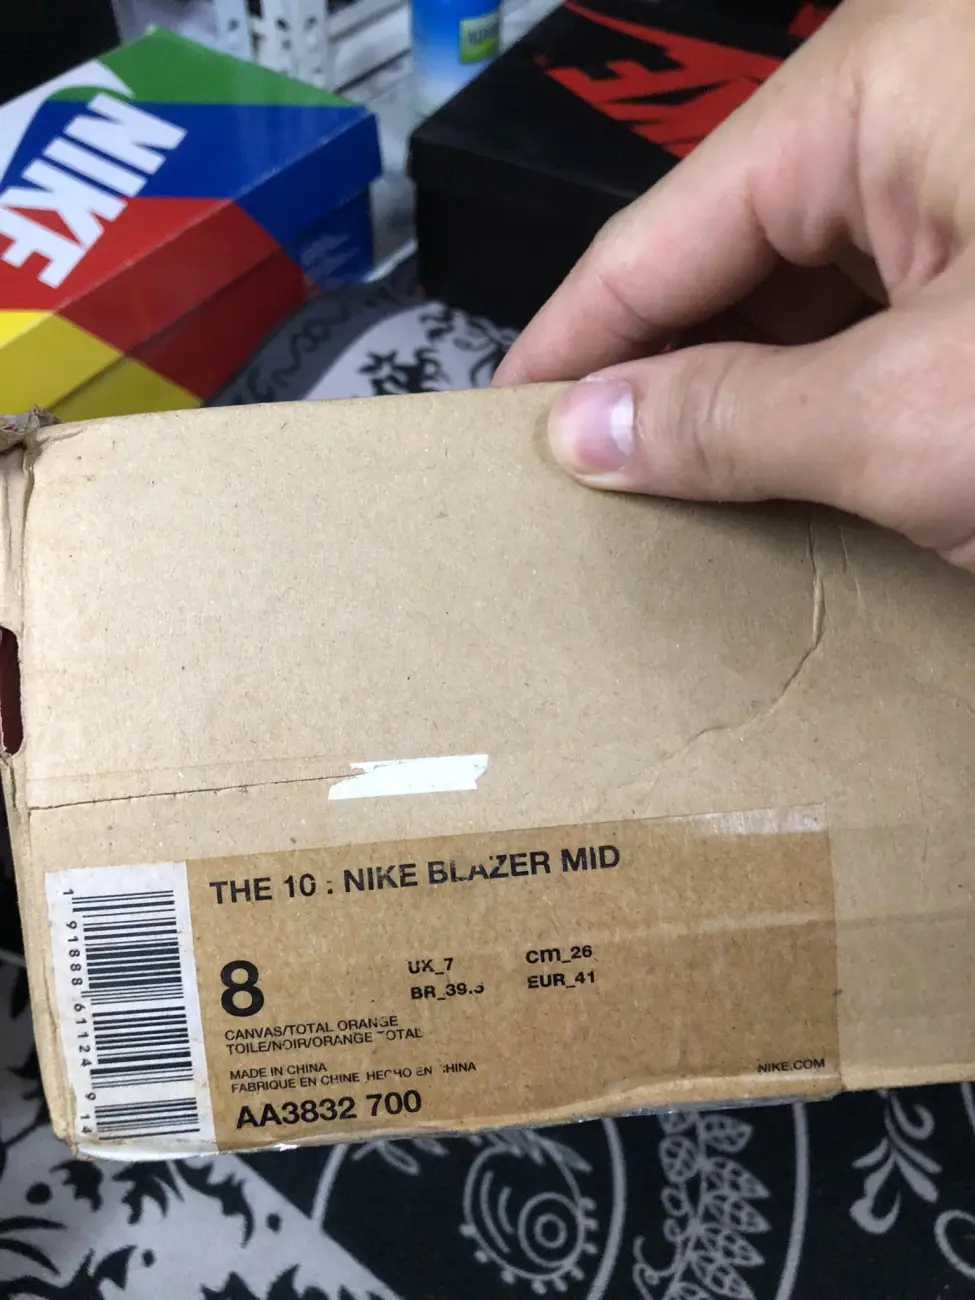 NIKE
THE 10 : NIKE BLAZER MID
8
UX_7
cm_26
BR_39.5
EUR_41
CANVAS/TOTAL ORANGE
TOILE/NOIR/ORANGE TOTAL
MADE IN CHINA
FABRIQUE EN CHINE HECHO EN CHINA
NIKE.COM
AA3832 700
1 91888 61124 9 14